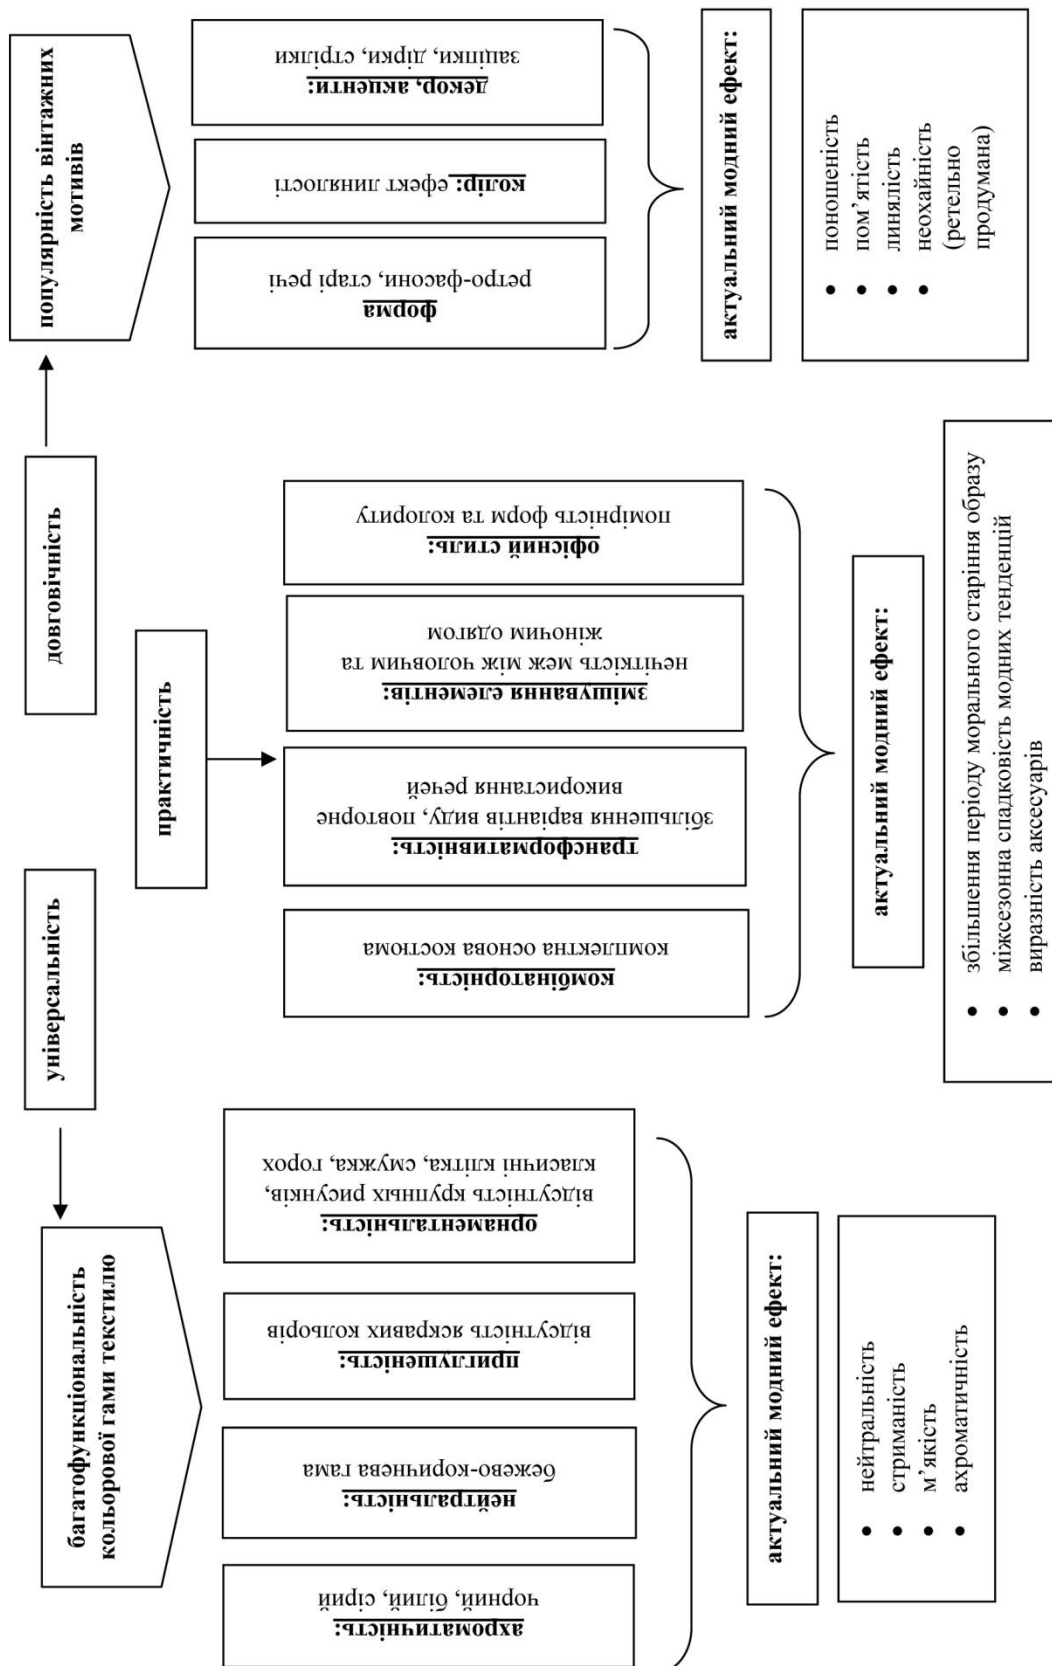 універсальність
довговічність
практичність
багатофункціональність
кольорової гами текстилю
ахроматичність:
чорний, білий, сірий
нейтральність:
бежево-коричнева гама
приглушеність:
відсутність яскравих кольорів
орнаментальність:
відсутність крупных рисунків,
класичні клітка, смужка, горох
актуальний модний ефект:
нейтральність
стриманість
м’якість
ахроматичність
комбінаторність:
комплектна основа костюма
трансформативність:
збільшення варіантів виду, повторне
використання речей
змішування елементів:
нечіткість меж між чоловчим та
жіночим одягом
офісний стиль:
помірність форм та колориту
актуальний модний ефект:
збільшення періоду морального старіння образу
міжсезонна спадковість модних тенденцій
виразність аксесуарів
популярність вінтажних
мотивів
форма
ретро-фасони, старі речі
колір: ефект линялості
декор, акценти:
заціпки, дірки, стрілки
актуальний модний ефект:
поношеність
пом’ятість
линялість
неохайність
(ретельно
продумана)